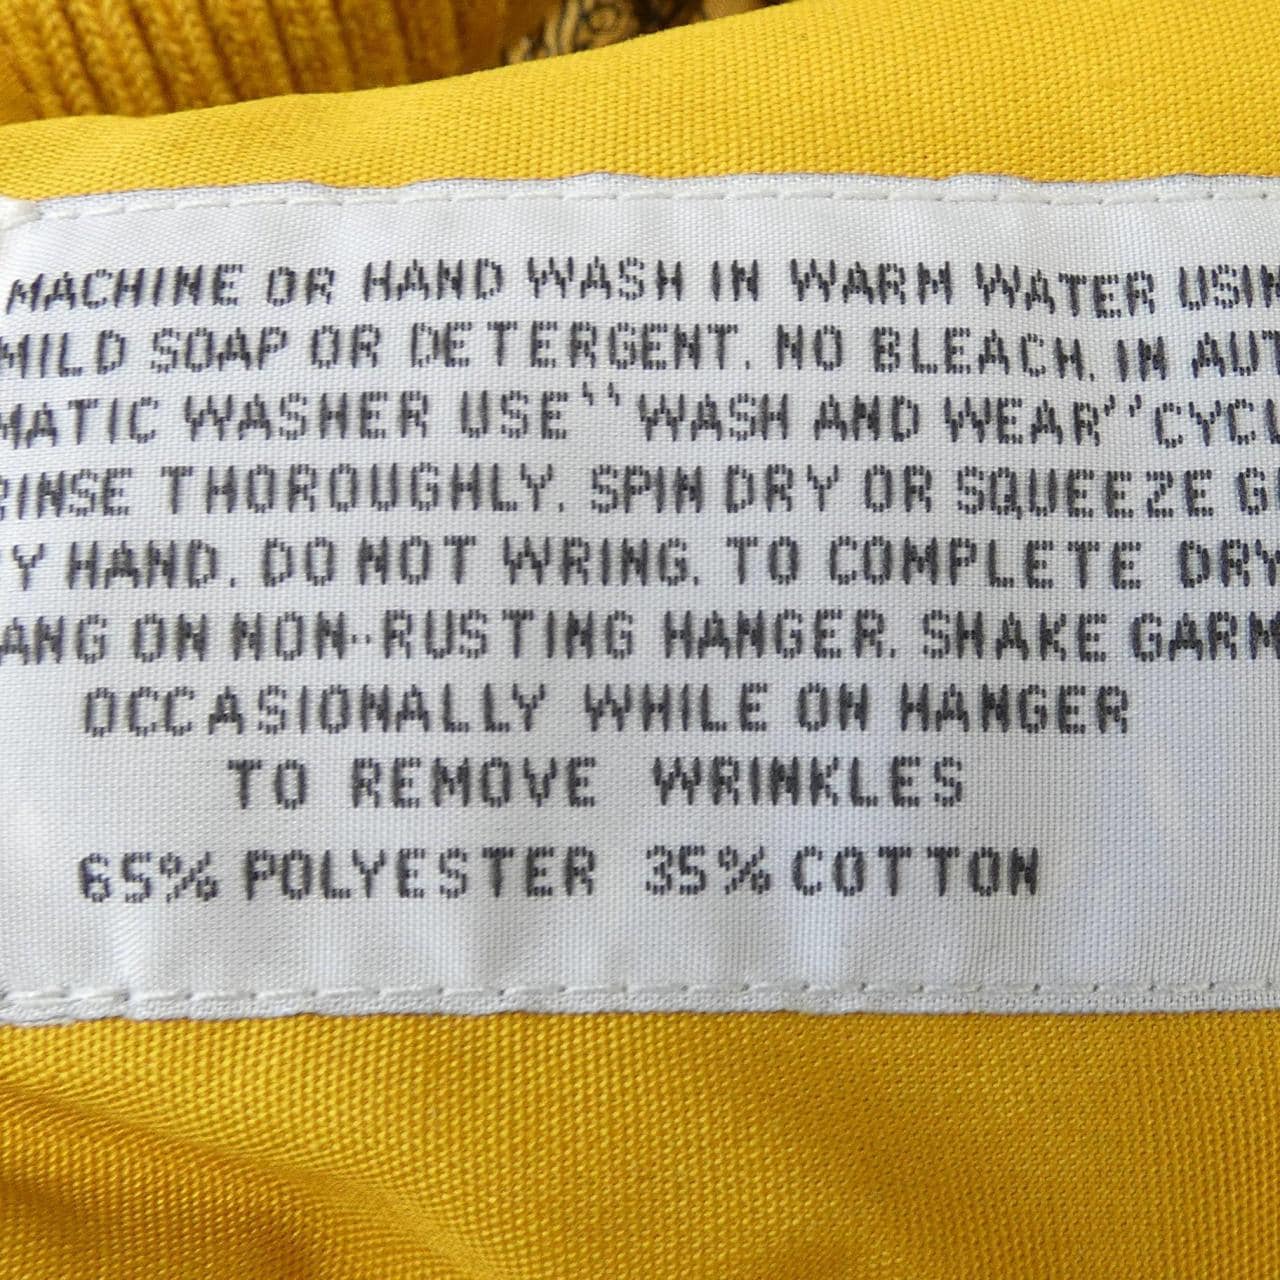 MACHINE OR HAND WASH IN WARM WATER USIN
MILD SOAP OR DETERGENT. NO BLEACH. IN AUT
MATIC WASHER USE "WASH AND WEAR" CYCL
RINSE THOROUGHLY. SPIN DRY OR SQUEEZE GE
Y HAND. DO NOT WRING. TO COMPLETE DRY
ANG ON NON-RUSTING HANGER. SHAKE GARM
OCCASIONALLY WHILE ON HANGER
TO REMOVE WRINKLES
65% POLYESTER 35% COTTON